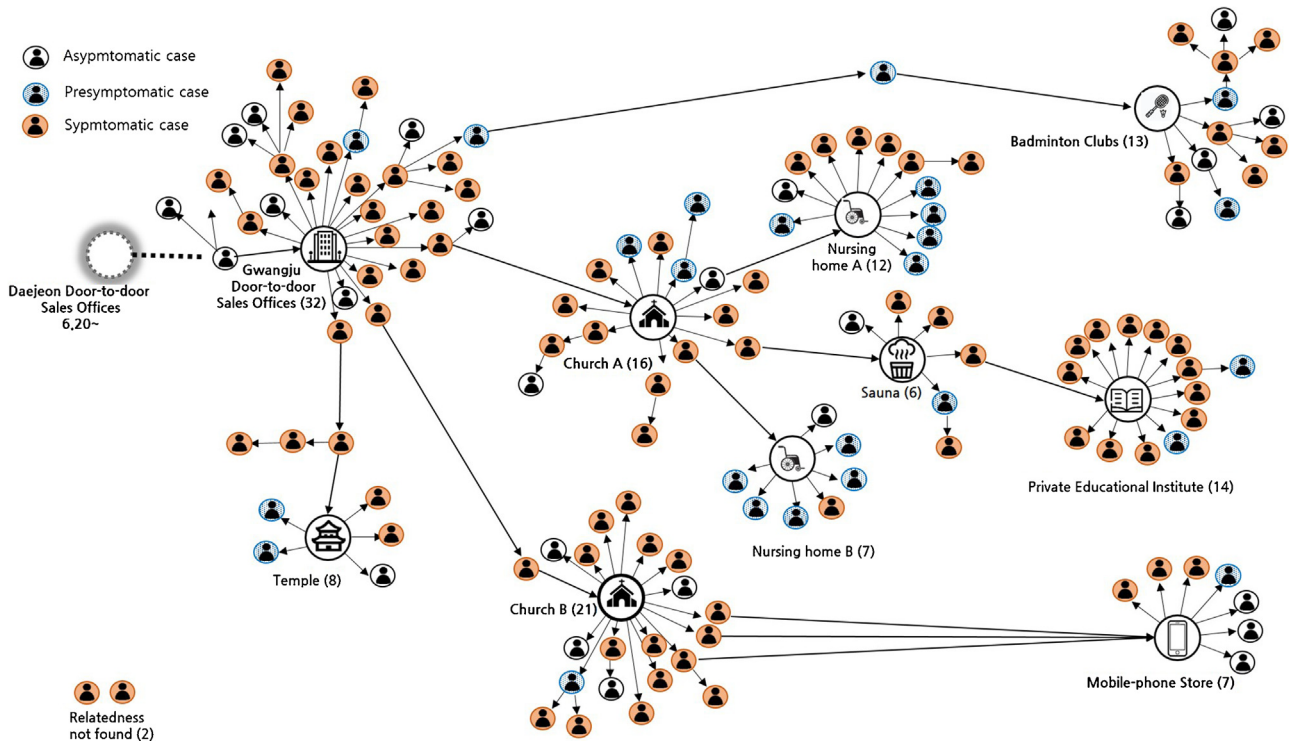 Asypmtomatic case
Presymptomatic case
Sypmtomatic case
Badminton Clubs (13)
Daejeon Door-to-door
Sales Offices
6,20~
Gwangju
Door-to-door
Sales Offices (32)
Nursing
home A (12)
Church A (16)
Sauna (6)
Private Educational Institute (14)
Nursing home B (7)
Temple (8)
Church B (21)
Mobile-phone Store (7)
Relatedness
not found (2)